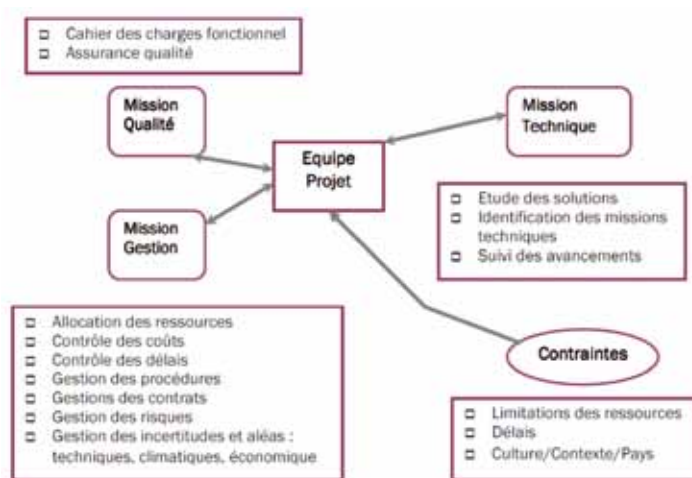 Cahier des charges fonctionnel
Assurance qualité
Mission
Qualité
Mission
Technique
Equipe
Projet
Mission
Gestion
Etude des solutions
Identification des missions
techniques
Suivi des avancements
Allocation des ressources
Contrôle des coûts
Contrôle des délais
Gestion des procédures
Gestions des contrats
Gestion des risques
Gestion des incertitudes et aléas :
techniques, climatiques, économique
Contraintes
Limitations des ressources
Délais
Culture/Contexte/Pays